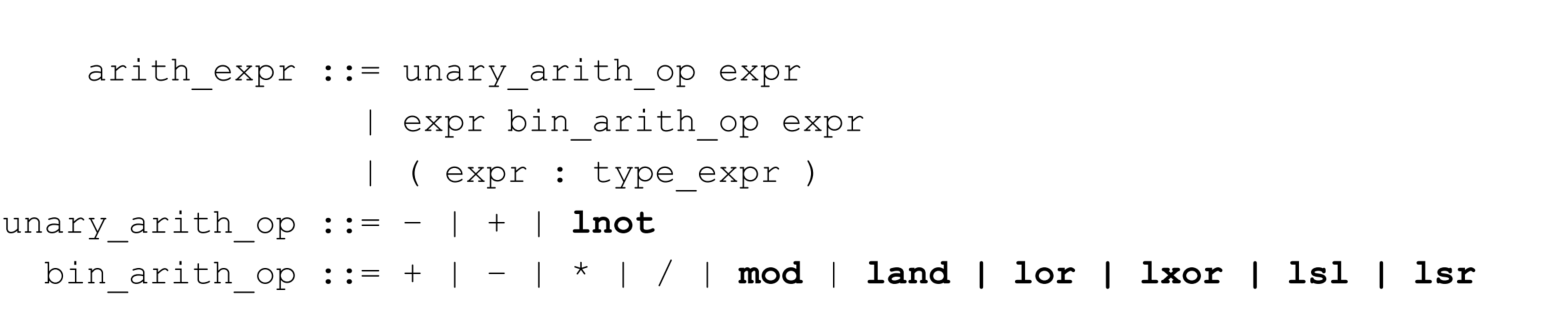 arith_expr ::= unary_arith_op expr
| expr bin_arith_op expr
| ( expr : type_expr )
unary_arith_op ::= − | + | lnot
bin_arith_op ::= + | − | * | / | mod | land | lor | lxor | lsl | lsr